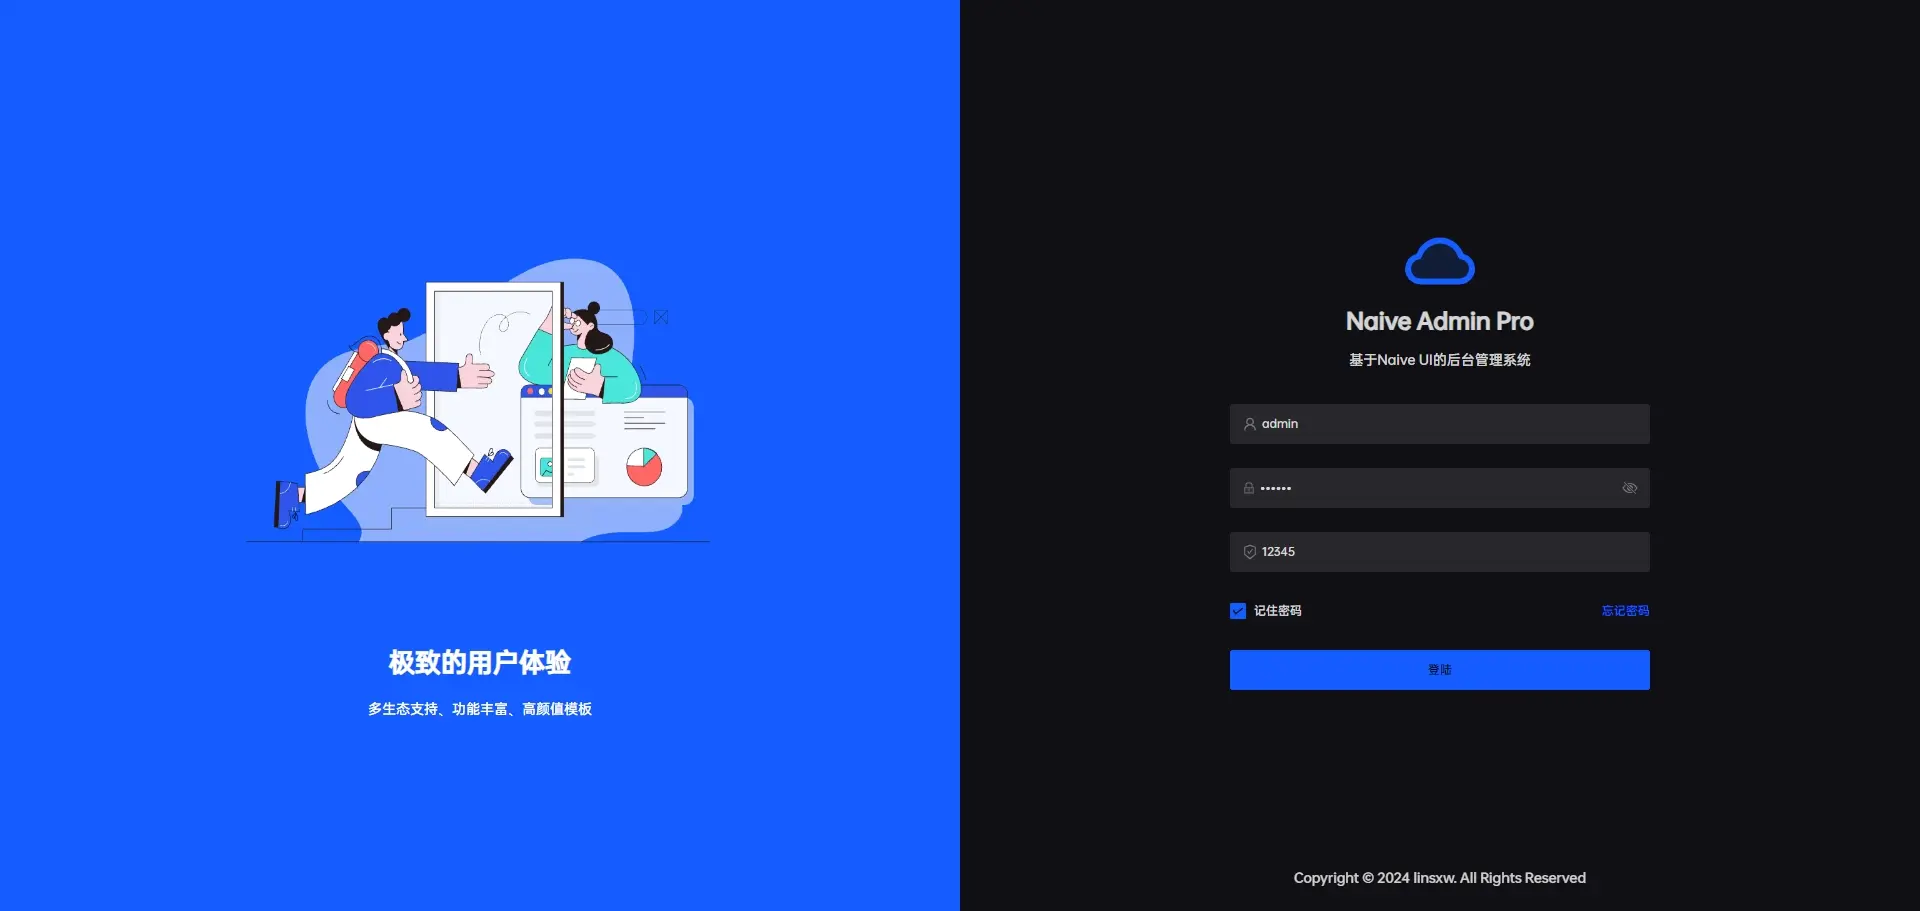 极致的用户体验
多生态支持、功能丰富、高颜值模板
Naive Admin Pro
基于Naive UI的后台管理系统
admin
••••••
12345
记住密码
忘记密码
登陆
Copyright © 2024 linsxw. All Rights Reserved